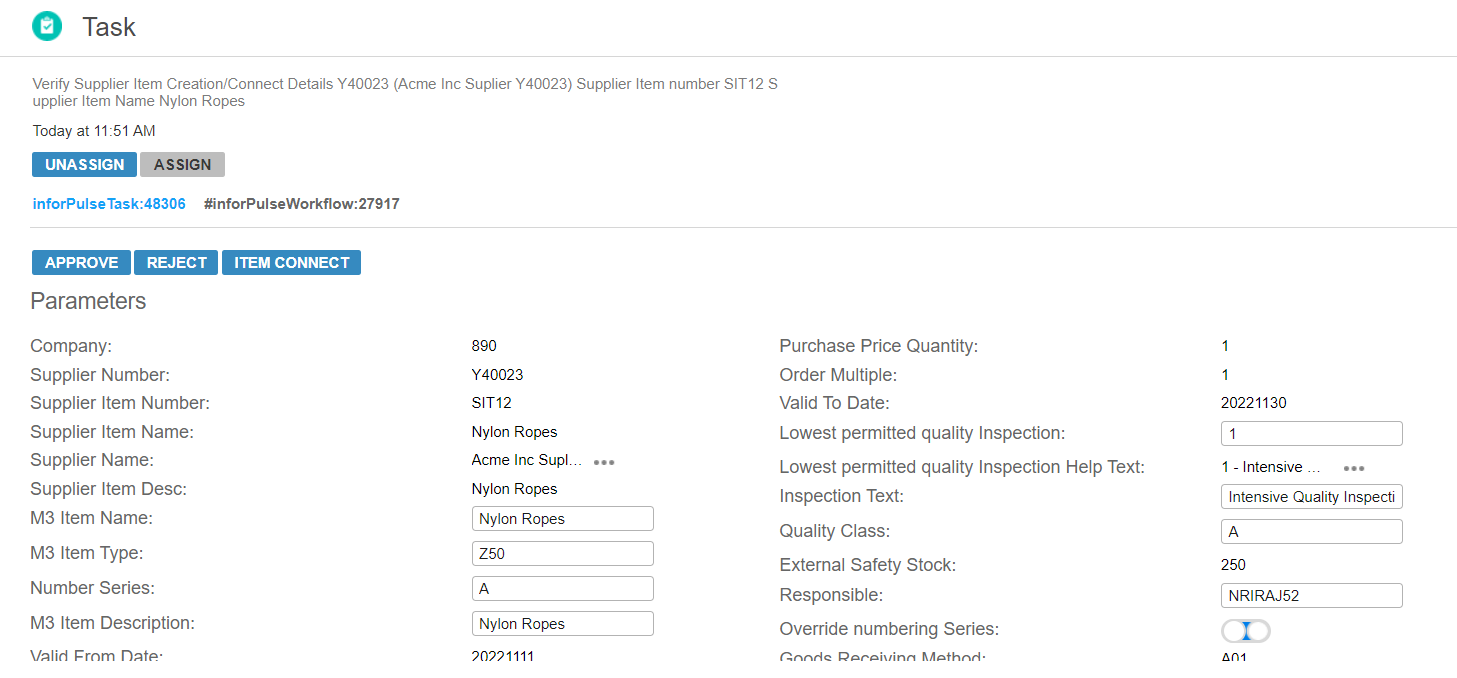 Task
Verify Supplier Item Creation/Connect Details Y40023 (Acme Inc Suplier Y40023) Supplier Item number SIT12 S
upplier Item Name Nylon Ropes
Today at 11:51 AM
UNASSIGN ASSIGN
inforPulseTask:48306 #inforPulseWorkflow:27917
APPROVE REJECT ITEM CONNECT
Parameters
Company: 890
Supplier Number: Y40023
Supplier Item Number: SIT12
Supplier Item Name: Nylon Ropes
Supplier Name: Acme Inc Supl... •••
Supplier Item Desc: Nylon Ropes
M3 Item Name: Nylon Ropes
M3 Item Type: Z50
Number Series: A
M3 Item Description: Nylon Ropes
Valid From Date: 20221111
Purchase Price Quantity: 1
Order Multiple: 1
Valid To Date: 20221130
Lowest permitted quality Inspection: 1
Lowest permitted quality Inspection Help Text: 1 - Intensive ... •••
Inspection Text: Intensive Quality Inspecti
Quality Class: A
External Safety Stock: 250
Responsible: NRIRAJ52
Override numbering Series:
Goods Receiving Method: A01